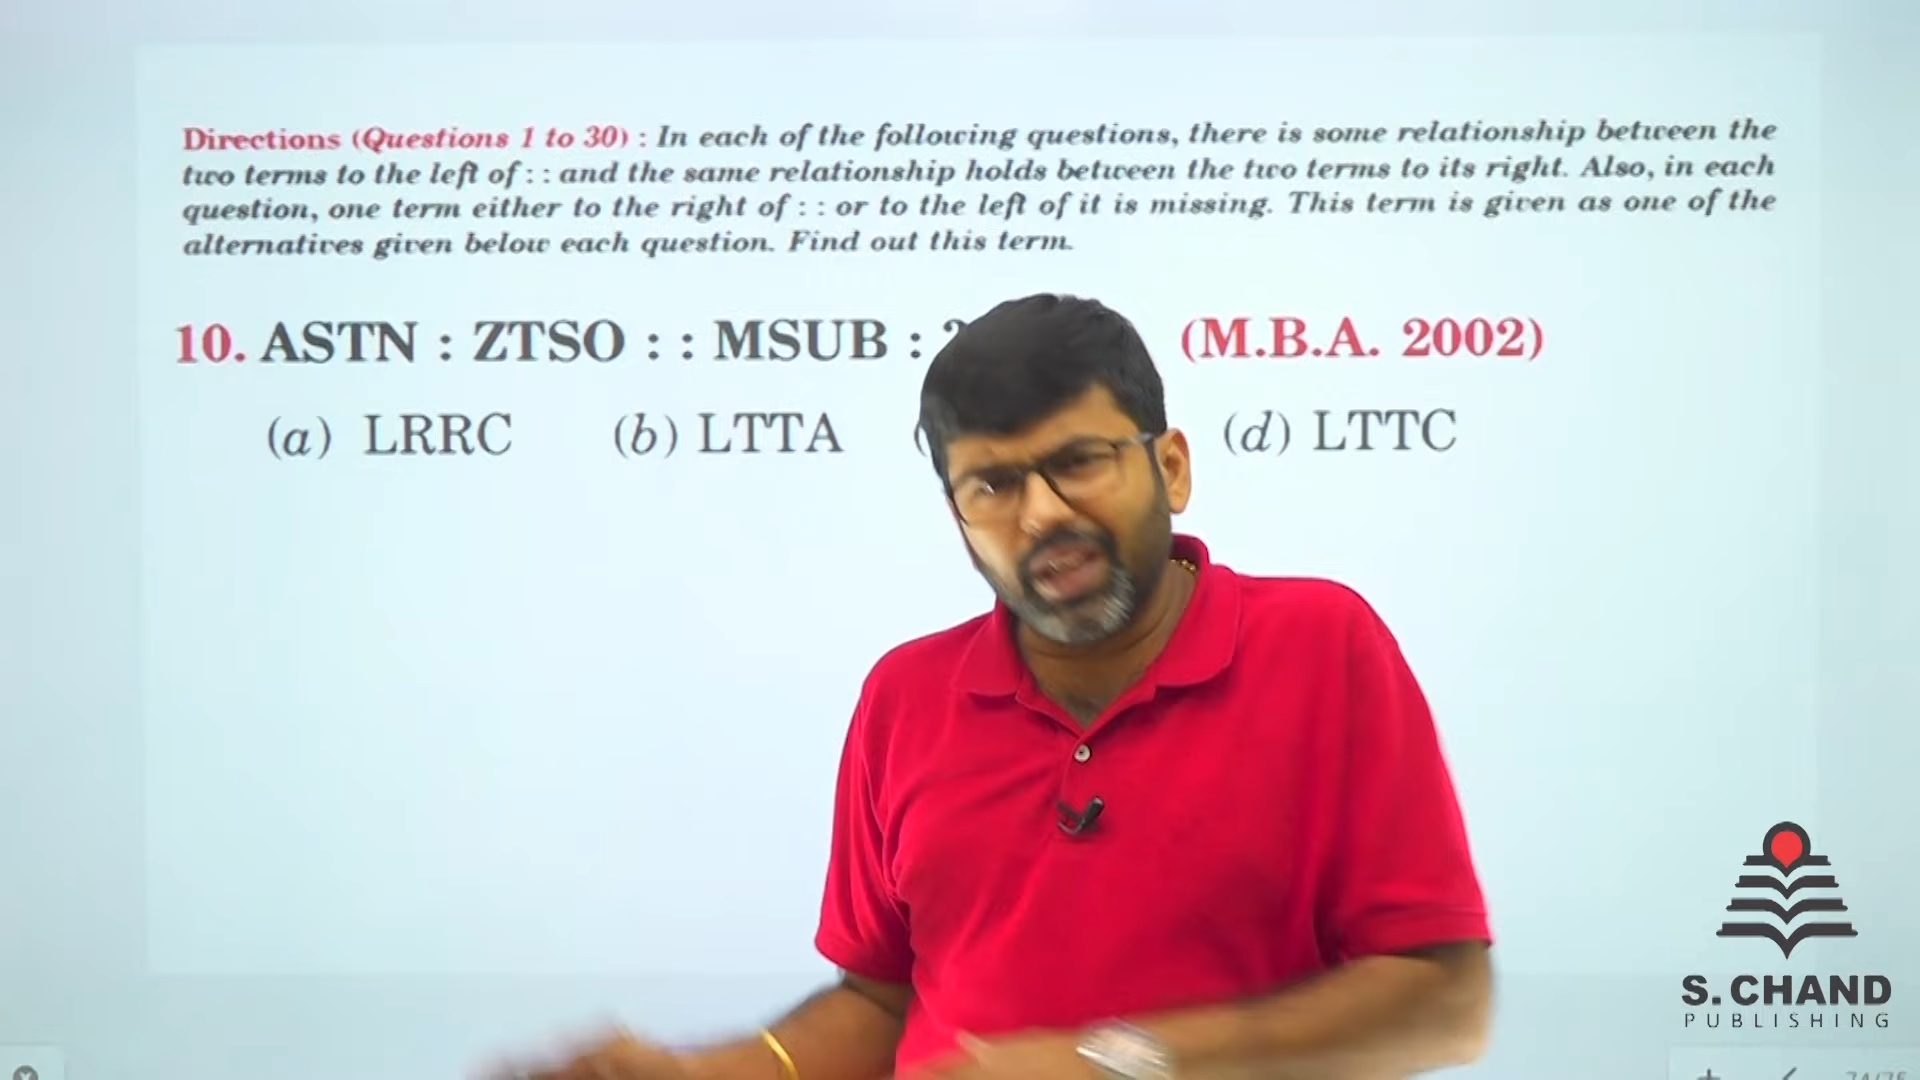 Directions (Questions 1 to 30) : In each of the following questions, there is some relationship between the
two terms to the left of : : and the same relationship holds between the two terms to its right. Also, in each
question, one term either to the right of : : or to the left of it is missing. This term is given as one of the
alternatives given below each question. Find out this term.
10. ASTN : ZTSO : : MSUB : (M.B.A. 2002)
(a) LRRC (b) LTTA (d) LTTC
S. CHAND
PUBLISHING